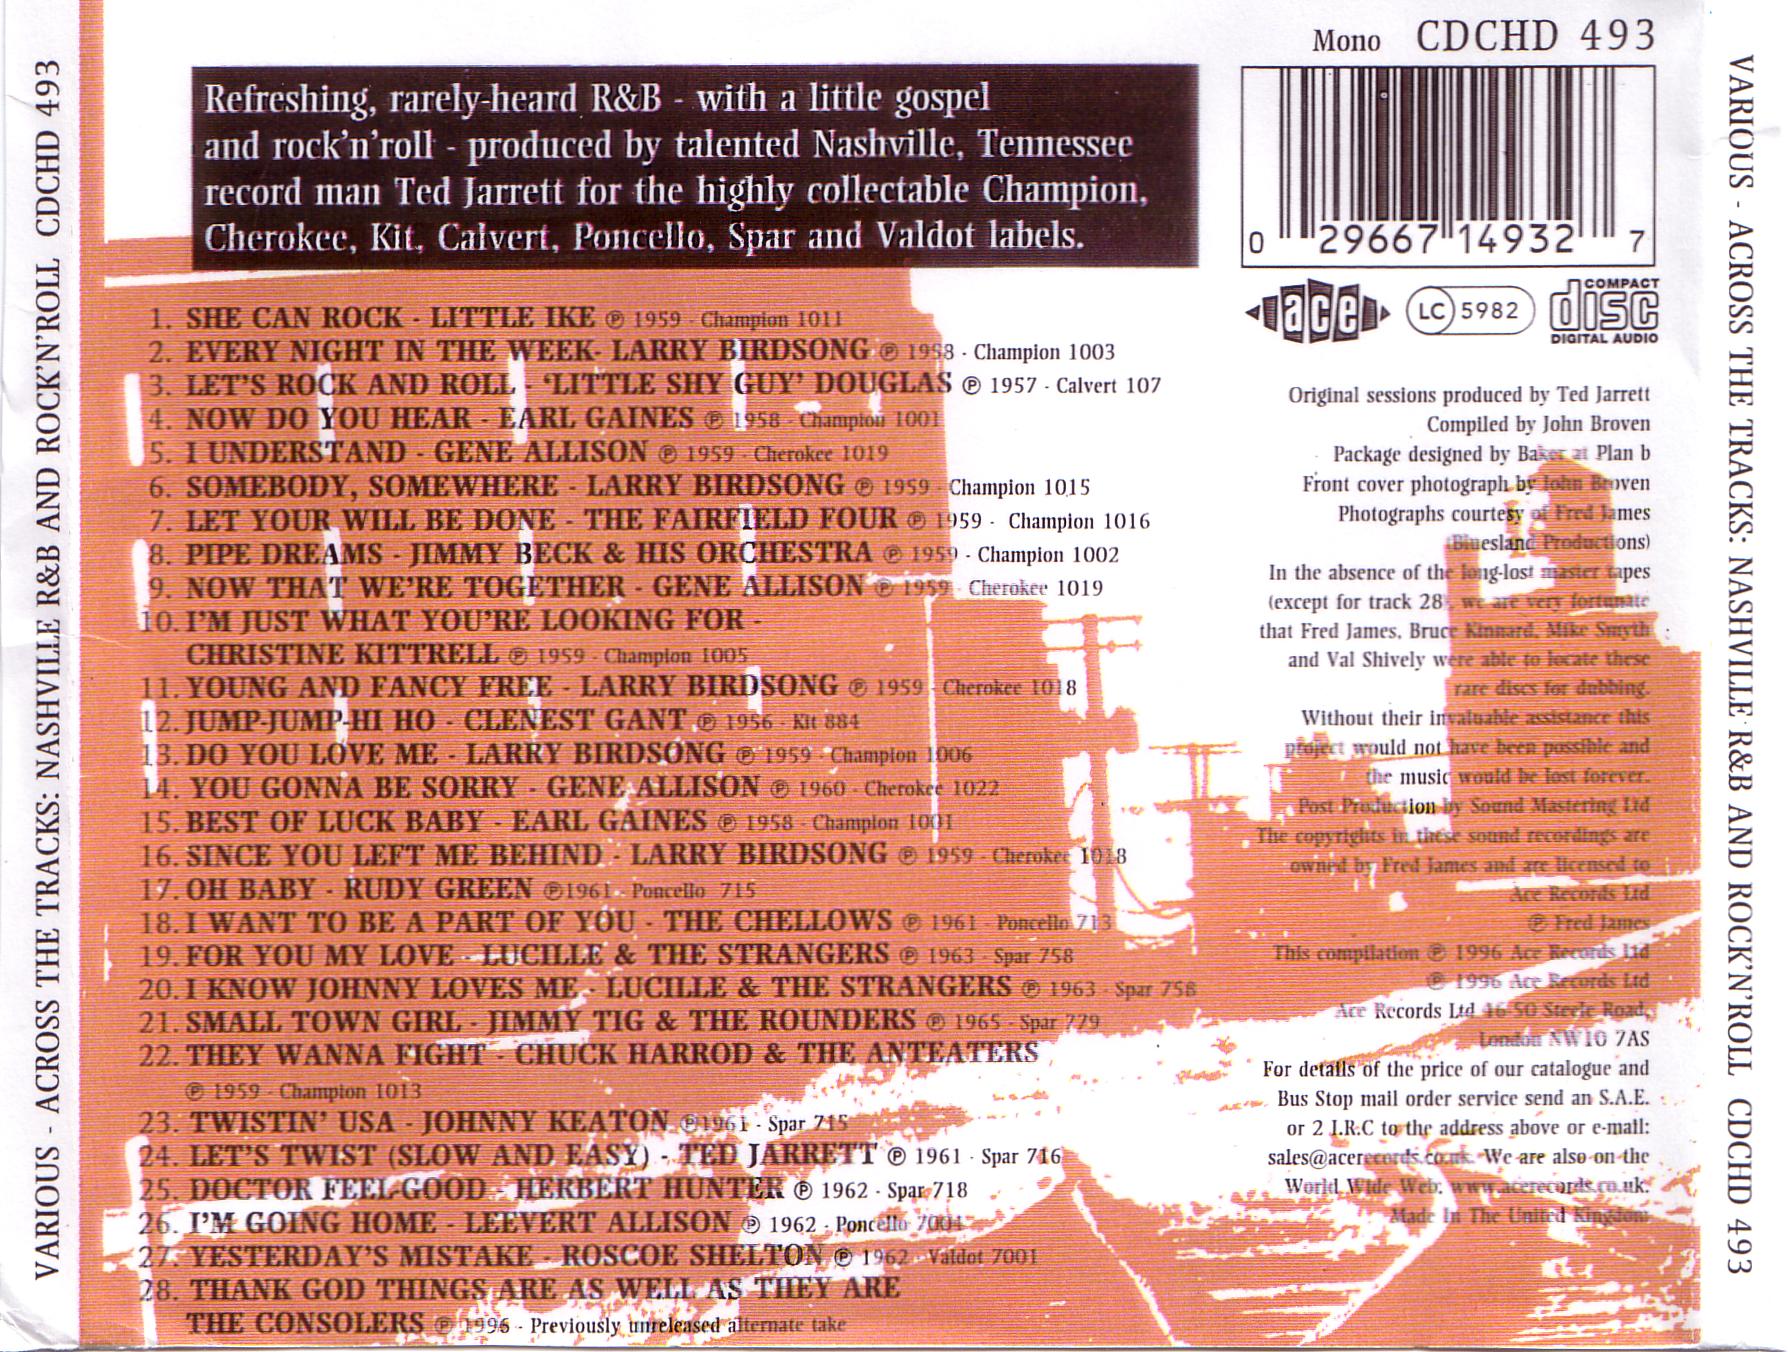 VARIOUS - ACROSS THE TRACKS: NASHVILLE R&B AND ROCK'N'ROLL CDCHD 493
Mono CDCHD 493
Refreshing, rarely-heard R&B - with a little gospel
and rock'n'roll - produced by talented Nashville, Tennessee
record man Ted Jarrett for the highly collectable Champion,
Cherokee, Kit, Calvert, Poncello, Spar and Valdot labels.
0 29667 14932 7
ace
LC 5982
COMPACT
disc
DIGITAL AUDIO
1. SHE CAN ROCK - LITTLE IKE ℗ 1959 - Champion 1011
2. EVERY NIGHT IN THE WEEK- LARRY BIRDSONG ℗ 1958 - Champion 1003
3. LET'S ROCK AND ROLL - 'LITTLE SHY GUY' DOUGLAS ℗ 1957 - Calvert 107
4. NOW DO YOU HEAR - EARL GAINES ℗ 1958 - Champion 1001
5. I UNDERSTAND - GENE ALLISON ℗ 1959 - Cherokee 1019
6. SOMEBODY, SOMEWHERE - LARRY BIRDSONG ℗ 1959 - Champion 1015
7. LET YOUR WILL BE DONE - THE FAIRFIELD FOUR ℗ 1959 - Champion 1016
8. PIPE DREAMS - JIMMY BECK & HIS ORCHESTRA ℗ 1959 - Champion 1002
9. NOW THAT WE'RE TOGETHER - GENE ALLISON ℗ 1959 - Cherokee 1019
10. I'M JUST WHAT YOU'RE LOOKING FOR -
CHRISTINE KITTRELL ℗ 1959 - Champion 1005
11. YOUNG AND FANCY FREE - LARRY BIRDSONG ℗ 1959 - Cherokee 1018
12. JUMP-JUMP-HI HO - CLENEST GANT ℗ 1956 - Kit 884
13. DO YOU LOVE ME - LARRY BIRDSONG ℗ 1959 - Champion 1006
14. YOU GONNA BE SORRY - GENE ALLISON ℗ 1960 - Cherokee 1022
15. BEST OF LUCK BABY - EARL GAINES ℗ 1958 - Champion 1001
16. SINCE YOU LEFT ME BEHIND - LARRY BIRDSONG ℗ 1959 - Cherokee 1018
17. OH BABY - RUDY GREEN ℗1961 - Poncello 715
18. I WANT TO BE A PART OF YOU - THE CHELLOWS ℗ 1961 - Poncello 713
19. FOR YOU MY LOVE - LUCILLE & THE STRANGERS ℗ 1963 - Spar 758
20. I KNOW JOHNNY LOVES ME - LUCILLE & THE STRANGERS ℗ 1963 - Spar 758
21. SMALL TOWN GIRL - JIMMY TIG & THE ROUNDERS ℗ 1965 - Spar 779
22. THEY WANNA FIGHT - CHUCK HARROD & THE ANTEATERS
℗ 1959 - Champion 1013
23. TWISTIN' USA - JOHNNY KEATON ℗1961 - Spar 715
24. LET'S TWIST (SLOW AND EASY) - TED JARRETT ℗ 1961 - Spar 716
25. DOCTOR FEEL-GOOD - HERBERT HUNTER ℗ 1962 - Spar 718
26. I'M GOING HOME - LEEVERT ALLISON ℗ 1962 - Poncello 7004
27. YESTERDAY'S MISTAKE - ROSCOE SHELTON ℗ 1962 - Valdot 7001
28. THANK GOD THINGS ARE AS WELL AS THEY ARE
THE CONSOLERS ℗ 1996 - Previously unreleased alternate take
Original sessions produced by Ted Jarrett
Compiled by John Broven
Package designed by Baker at Plan b
Front cover photograph by John Broven
Photographs courtesy of Fred James
(Bluesland Productions)
In the absence of the long-lost master tapes
(except for track 28), we are very fortunate
that Fred James, Bruce Kinnard, Mike Smyth
and Val Shively were able to locate these
rare discs for dubbing.
Without their invaluable assistance this
project would not have been possible and
the music would be lost forever.
Post Production by Sound Mastering Ltd
The copyrights in these sound recordings are
owned by Fred James and are licensed to
Ace Records Ltd
℗ Fred James
This compilation ℗ 1996 Ace Records Ltd
℗ 1996 Ace Records Ltd
Ace Records Ltd 46-50 Steele Road,
London NW10 7AS
For details of the price of our catalogue and
Bus Stop mail order service send an S.A.E.
or 2 I.R.C to the address above or e-mail:
sales@acerecords.co.uk. We are also on the
World Wide Web: www.acerecords.co.uk.
Made In The United Kingdom
VARIOUS - ACROSS THE TRACKS: NASHVILLE R&B AND ROCK'N'ROLL CDCHD 493